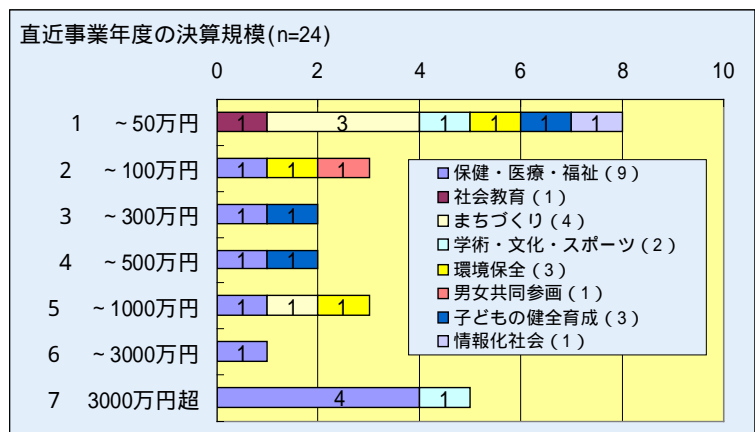 直近事業年度の決算規模(n=24)
0 2 4 6 8 10
1 ~50万円 1 3 1 1 1 1
2 ~100万円 1 1 1
3 ~300万円 1 1
4 ~500万円 1 1
5 ~1000万円 1 1 1
6 ~3000万円 1
7 3000万円超 4 1
保健・医療・福祉(9)
社会教育(1)
まちづくり(4)
学術・文化・スポーツ(2)
環境保全(3)
男女共同参画(1)
子どもの健全育成(3)
情報化社会(1)